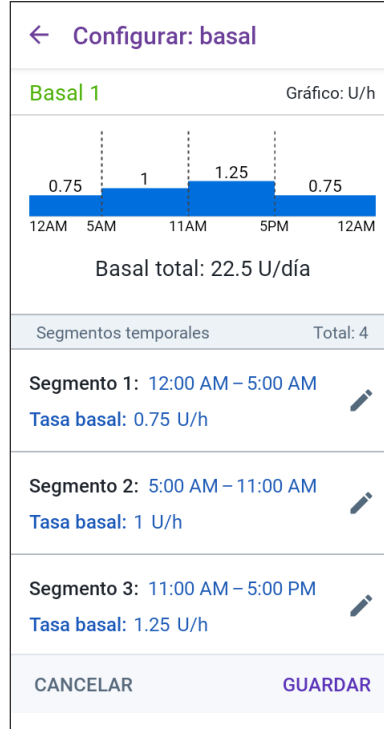 ← Configurar: basal
Basal 1 Gráfico: U/h
0.75 1 1.25 0.75
12AM 5AM 11AM 5PM 12AM
Basal total: 22.5 U/día
Segmentos temporales Total: 4
Segmento 1: 12:00 AM – 5:00 AM
Tasa basal: 0.75 U/h
Segmento 2: 5:00 AM – 11:00 AM
Tasa basal: 1 U/h
Segmento 3: 11:00 AM – 5:00 PM
Tasa basal: 1.25 U/h
CANCELAR GUARDAR